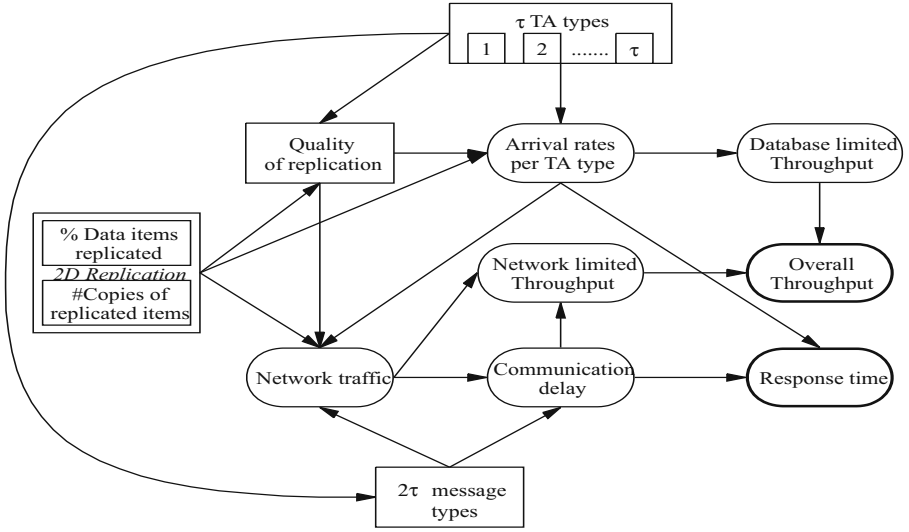 τ TA types
1 2 ....... τ
Quality
of replication
Arrival rates
per TA type
Database limited
Throughput
% Data items
replicated
2D Replication
#Copies of
replicated items
Network limited
Throughput
Overall
Throughput
Network traffic
Communication
delay
Response time
2τ message
types